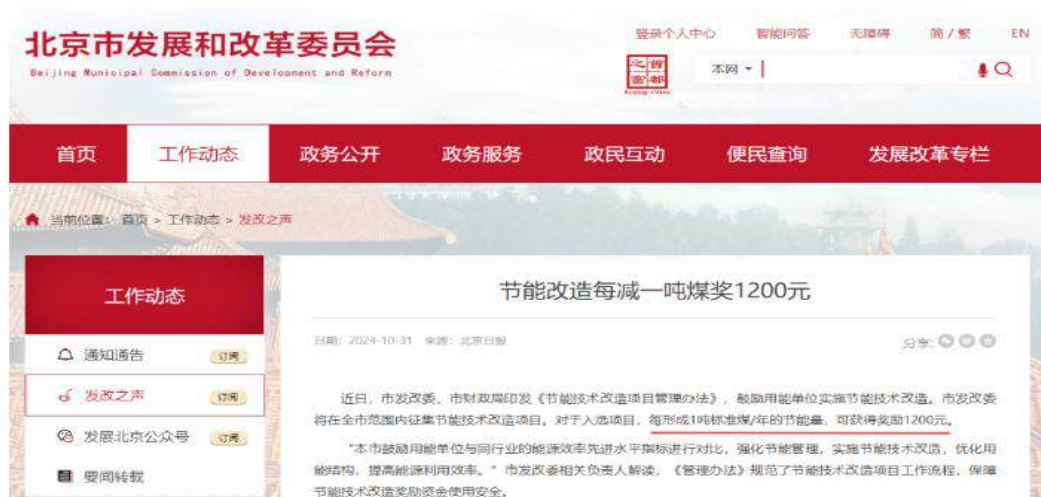 北京市发展和改革委员会
Beijing Municipal Commission of Development and Reform
登录个人中心 智能问答 无障碍 简/繁 EN
首都之窗
本网
首页 工作动态 政务公开 政务服务 政民互动 便民查询 发展改革专栏
当前位置：首页 > 工作动态 > 发改之声
工作动态
通知通告 订阅
发改之声 订阅
发展北京公众号 订阅
要闻转载
节能改造每减一吨煤奖1200元
日期：2024-10-31 来源：北京日报
分享：
近日，市发改委、市财政局印发《节能技术改造项目管理办法》，鼓励用能单位实施节能技术改造。市发改委
将在全市范围内征集节能技术改造项目。对于入选项目，每形成1吨标准煤/年的节能量，可获得奖励1200元。
“本市鼓励用能单位与同行业的能源效率先进水平指标进行对比，强化节能管理，实施节能技术改造，优化用
能结构，提高能源利用效率。”市发改委相关负责人解读，《管理办法》规范了节能技术改造项目工作流程，保障
节能技术改造奖励资金使用安全。